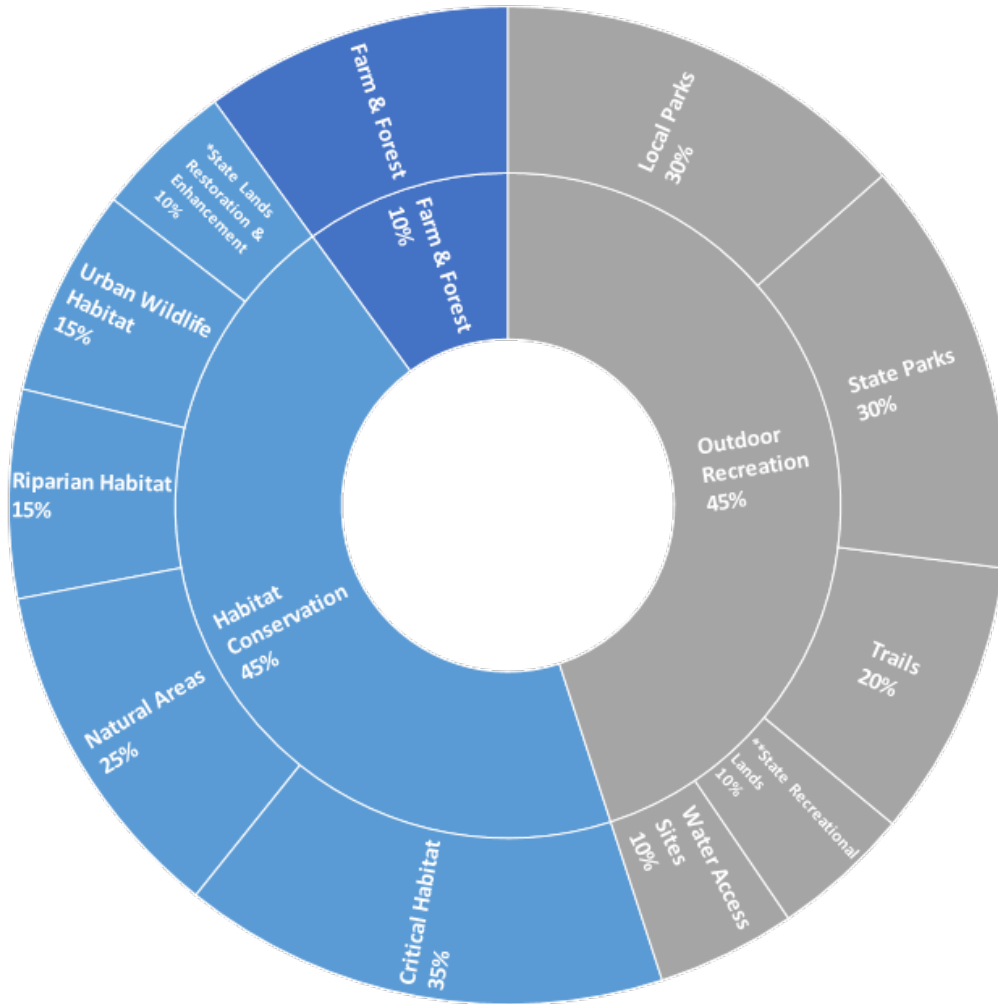 Farm & Forest
Farm & Forest
10%
Local Parks
30%
State Parks
30%
Outdoor
Recreation
45%
Trails
20%
**State Recreational
Lands
10%
Water Access
Sites
10%
Critical Habitat
35%
Natural Areas
25%
Habitat
Conservation
45%
Riparian Habitat
15%
Urban Wildlife
Habitat
15%
*State Lands
Restoration &
Enhancement
10%